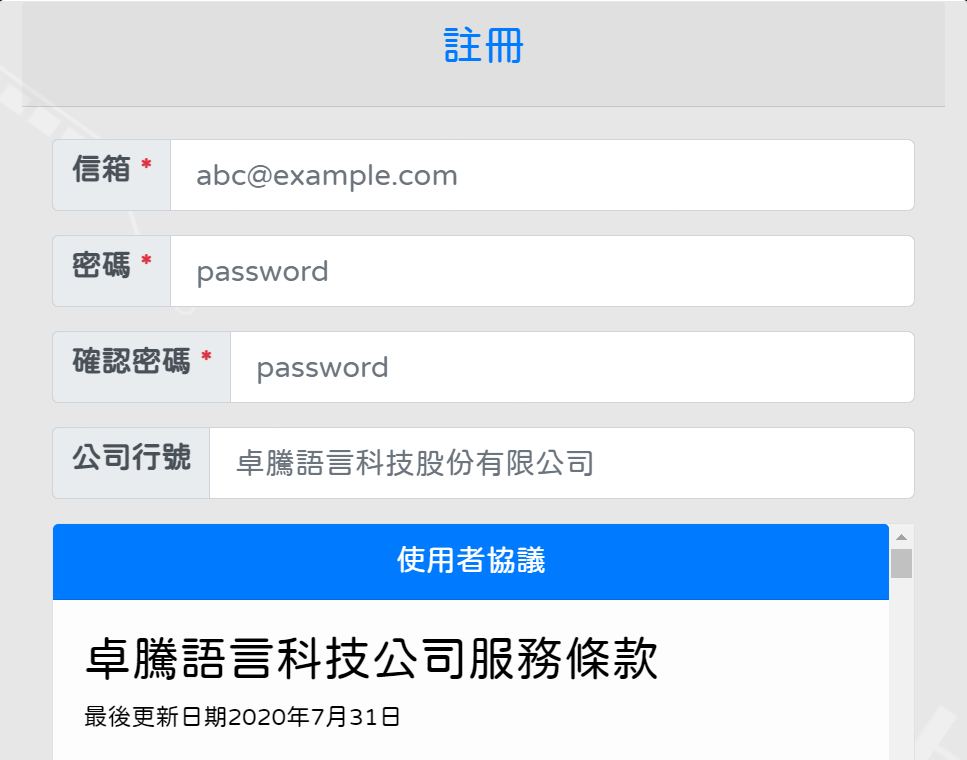 註冊
信箱 *
abc@example.com
密碼 *
password
確認密碼 *
password
公司行號
卓騰語言科技股份有限公司
使用者協議
卓騰語言科技公司服務條款
最後更新日期2020年7月31日